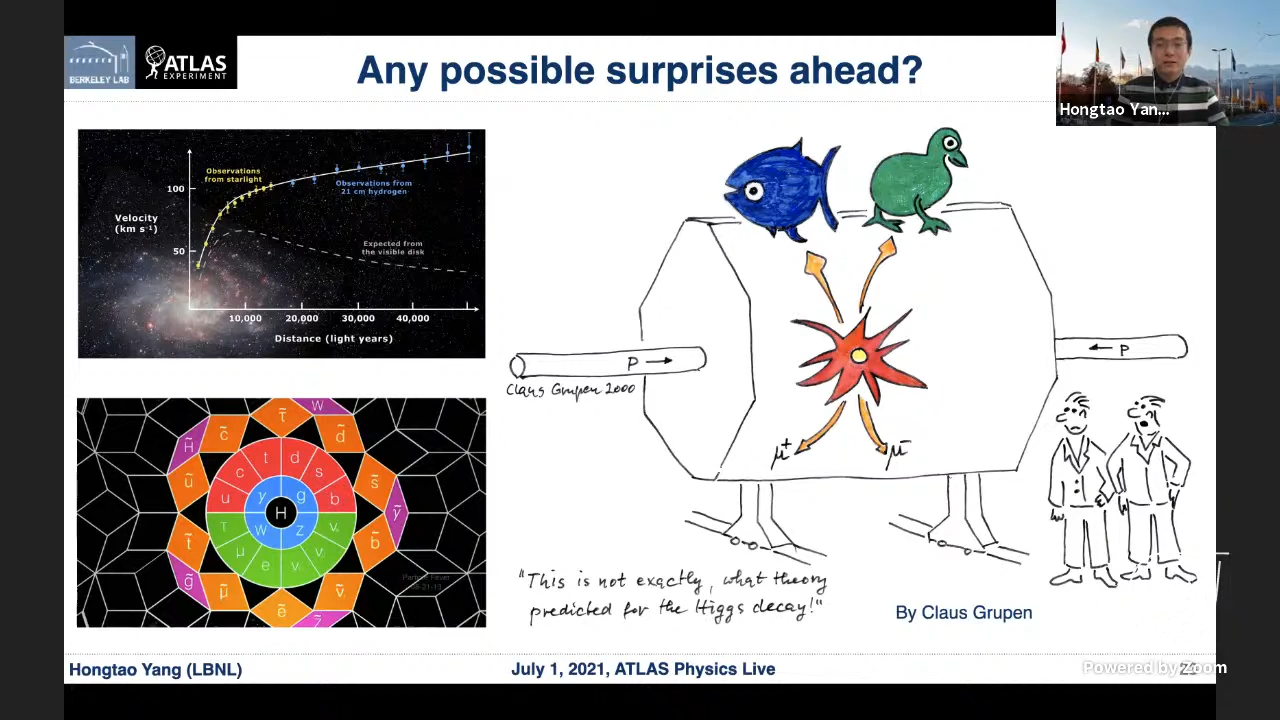 BERKELEY LAB
ATLAS
EXPERIMENT
Any possible surprises ahead?
Hongtao Yan...
Observations
from starlight
100
Observations from
21 cm hydrogen
Velocity
(km s-1)
Expected from
the visible disk
50
10,000
20,000
30,000
40,000
Distance (light years)
P
P
Claus Grupen 2000
μ+
μ-
W̃
τ̃
H̃
c̃
d̃
t
d
c
s
ũ
s̃
u
γ
g
b
H
γ̃
τ
W
Z
ν
t̃
μ
ν
b̃
e
ν
g̃
μ̃
ν̃
ẽ
Particle Fever
"This is not exactly, what theory
predicted for the Higgs decay!"
By Claus Grupen
Hongtao Yang (LBNL)
July 1, 2021, ATLAS Physics Live
Powered by Zoom